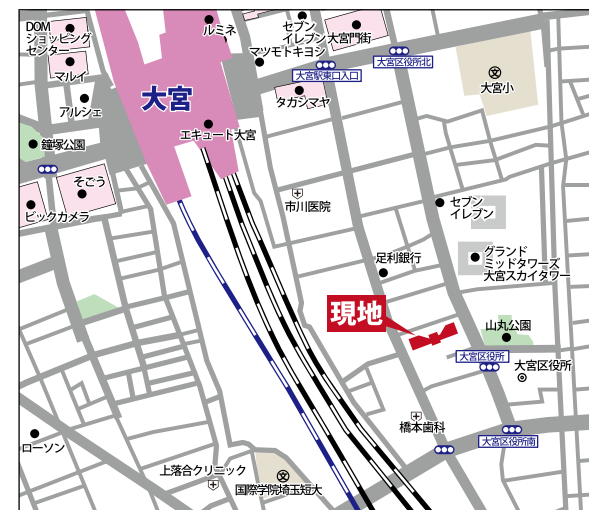 DOM
ショッピング
センター
マルイ
アルシェ
鐘塚公園
そごう
ビックカメラ
ルミネ
大宮
エキュート大宮
セブン
イレブン
マツモトキヨシ
大宮門街
大宮駅東口入口
大宮区役所北
タカシマヤ
大宮小
市川医院
セブン
イレブン
足利銀行
グランド
ミッドタワーズ
大宮スカイタワー
現地
山丸公園
大宮区役所
大宮区役所
橋本歯科
大宮区役所南
ローソン
上落合クリニック
国際学院埼玉短大